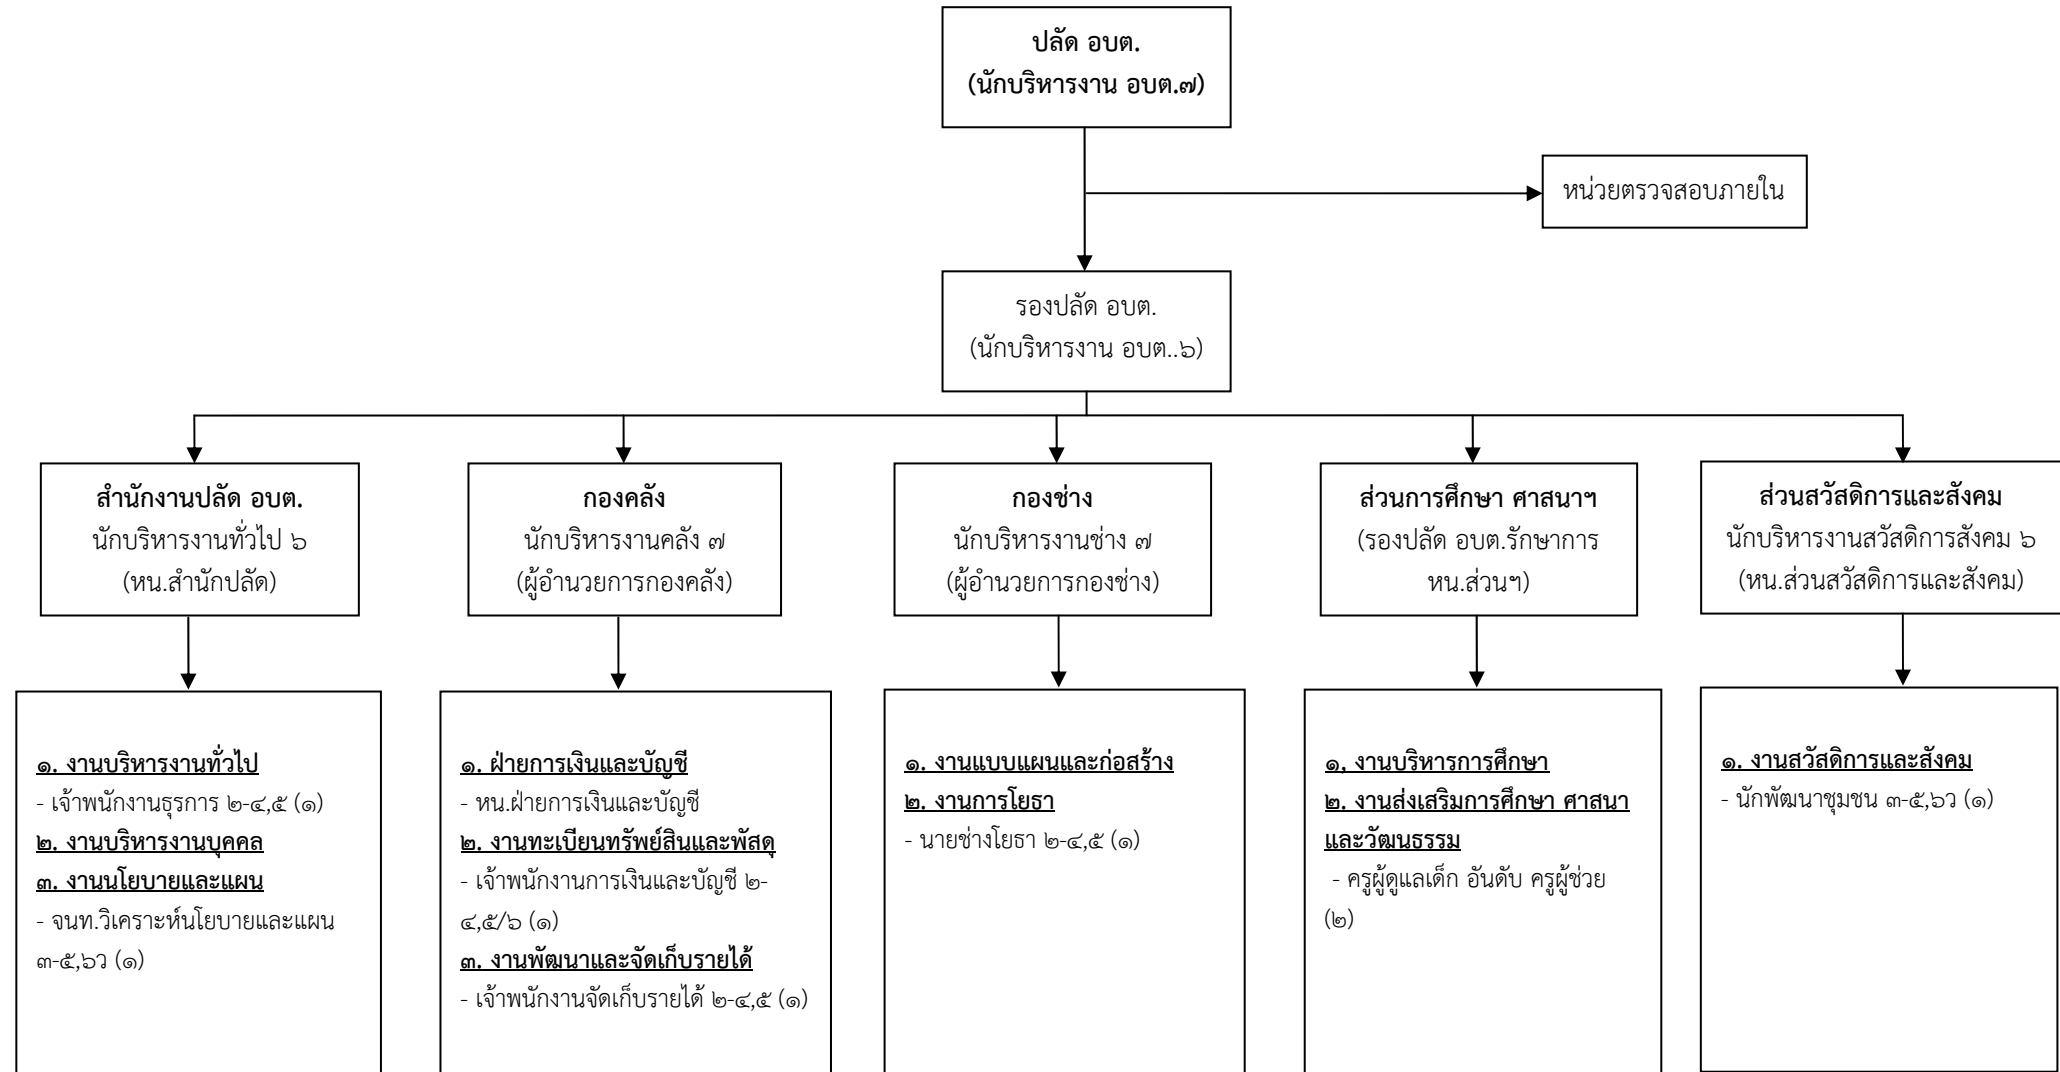 ปลัด อบต.
(นักบริหารงาน อบต.๗)
หน่วยตรวจสอบภายใน
รองปลัด อบต.
(นักบริหารงาน อบต..๖)
สำนักงานปลัด อบต.
นักบริหารงานทั่วไป ๖
(หน.สำนักปลัด)
กองคลัง
นักบริหารงานคลัง ๗
(ผู้อำนวยการกองคลัง)
กองช่าง
นักบริหารงานช่าง ๗
(ผู้อำนวยการกองช่าง)
ส่วนการศึกษา ศาสนาฯ
(รองปลัด อบต.รักษาการ
หน.ส่วนฯ)
ส่วนสวัสดิการและสังคม
นักบริหารงานสวัสดิการสังคม ๖
(หน.ส่วนสวัสดิการและสังคม)
๑. งานบริหารงานทั่วไป
- เจ้าพนักงานธุรการ ๒-๔,๕ (๑)
๒. งานบริหารงานบุคคล
๓. งานนโยบายและแผน
- จนท.วิเคราะห์นโยบายและแผน
๓-๕,๖ว (๑)
๑. ฝ่ายการเงินและบัญชี
- หน.ฝ่ายการเงินและบัญชี
๒. งานทะเบียนทรัพย์สินและพัสดุ
- เจ้าพนักงานการเงินและบัญชี ๒-
๔,๕/๖ (๑)
๓. งานพัฒนาและจัดเก็บรายได้
- เจ้าพนักงานจัดเก็บรายได้ ๒-๔,๕ (๑)
๑. งานแบบแผนและก่อสร้าง
๒. งานการโยธา
- นายช่างโยธา ๒-๔,๕ (๑)
๑. งานบริหารการศึกษา
๒. งานส่งเสริมการศึกษา ศาสนา
และวัฒนธรรม
- ครูผู้ดูแลเด็ก อันดับ ครูผู้ช่วย
(๒)
๑. งานสวัสดิการและสังคม
- นักพัฒนาชุมชน ๓-๕,๖ว (๑)